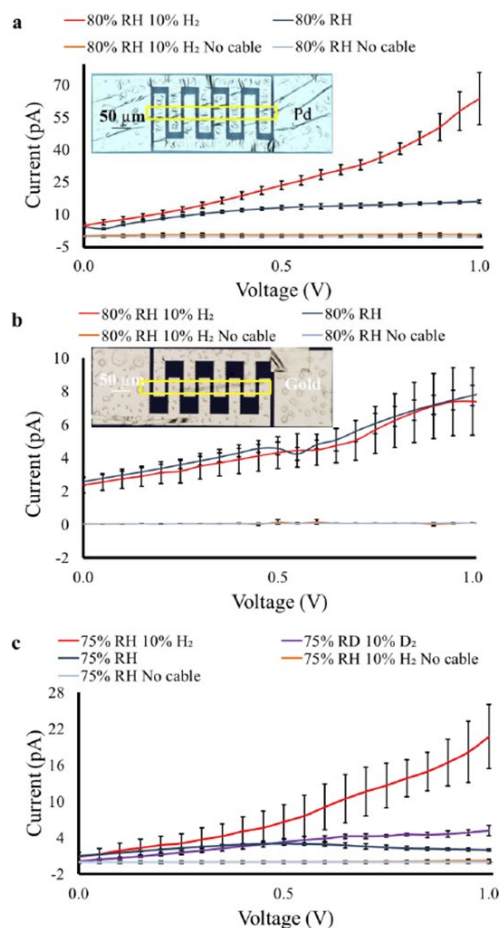 a
80% RH 10% H₂
80% RH
80% RH 10% H₂ No cable
80% RH No cable
70
55
40
25
10
-5
Current (pA)
50 µm
Pd
0.0
0.5
1.0
Voltage (V)
b
80% RH 10% H₂
80% RH
80% RH 10% H₂ No cable
80% RH No cable
10
8
6
4
2
0
-2
Current (pA)
50 µm
Gold
0.0
0.5
1.0
Voltage (V)
c
75% RH 10% H₂
75% RD 10% D₂
75% RH
75% RH 10% H₂ No cable
75% RH No cable
28
22
16
10
4
-2
Current (pA)
0.0
0.5
1.0
Voltage (V)